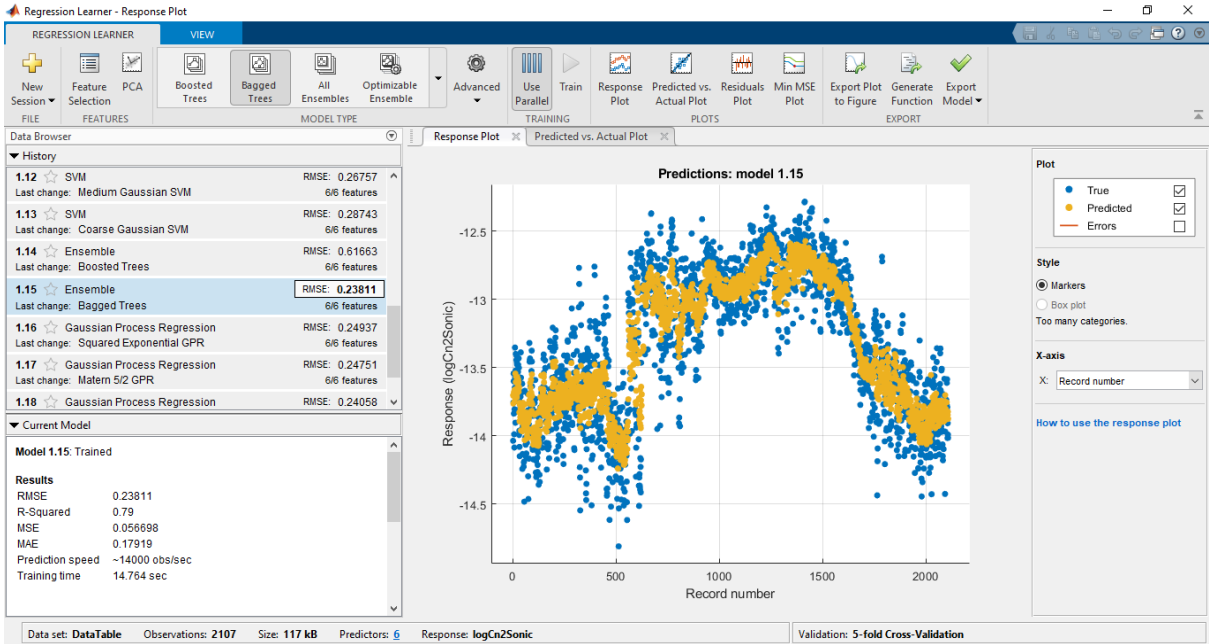 Regression Learner - Response Plot
REGRESSION LEARNER VIEW
New Session
Feature Selection
PCA
Boosted Trees
Bagged Trees
All Ensembles
Optimizable Ensemble
Advanced
Use Parallel
Train
Response Plot
Predicted vs. Actual Plot
Residuals Plot
Min MSE Plot
Export Plot to Figure
Generate Function
Export Model
FILE FEATURES MODEL TYPE TRAINING PLOTS EXPORT
Data Browser
History
1.12 SVM RMSE: 0.26757
Last change: Medium Gaussian SVM 6/6 features
1.13 SVM RMSE: 0.28743
Last change: Coarse Gaussian SVM 6/6 features
1.14 Ensemble RMSE: 0.61663
Last change: Boosted Trees 6/6 features
1.15 Ensemble RMSE: 0.23811
Last change: Bagged Trees 6/6 features
1.16 Gaussian Process Regression RMSE: 0.24937
Last change: Squared Exponential GPR 6/6 features
1.17 Gaussian Process Regression RMSE: 0.24751
Last change: Matern 5/2 GPR 6/6 features
1.18 Gaussian Process Regression RMSE: 0.24058
Current Model
Model 1.15: Trained
Results
RMSE 0.23811
R-Squared 0.79
MSE 0.056698
MAE 0.17919
Prediction speed ~14000 obs/sec
Training time 14.764 sec
Response Plot Predicted vs. Actual Plot
Predictions: model 1.15
Response (logCn2Sonic)
-12.5
-13
-13.5
-14
-14.5
0 500 1000 1500 2000
Record number
Plot
True
Predicted
Errors
Style
Markers
Box plot
Too many categories.
X-axis
X: Record number
How to use the response plot
Data set: DataTable Observations: 2107 Size: 117 kB Predictors: 6 Response: logCn2Sonic Validation: 5-fold Cross-Validation